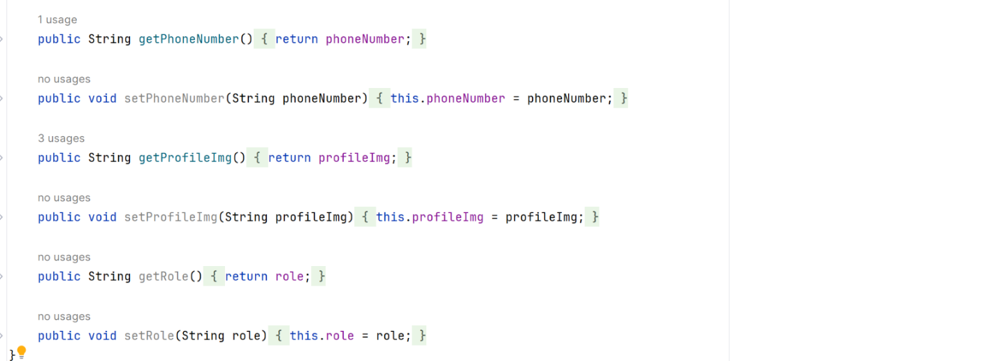 1 usage
public String getPhoneNumber() { return phoneNumber; }
no usages
public void setPhoneNumber(String phoneNumber) { this.phoneNumber = phoneNumber; }
3 usages
public String getProfileImg() { return profileImg; }
no usages
public void setProfileImg(String profileImg) { this.profileImg = profileImg; }
no usages
public String getRole() { return role; }
no usages
public void setRole(String role) { this.role = role; }
}